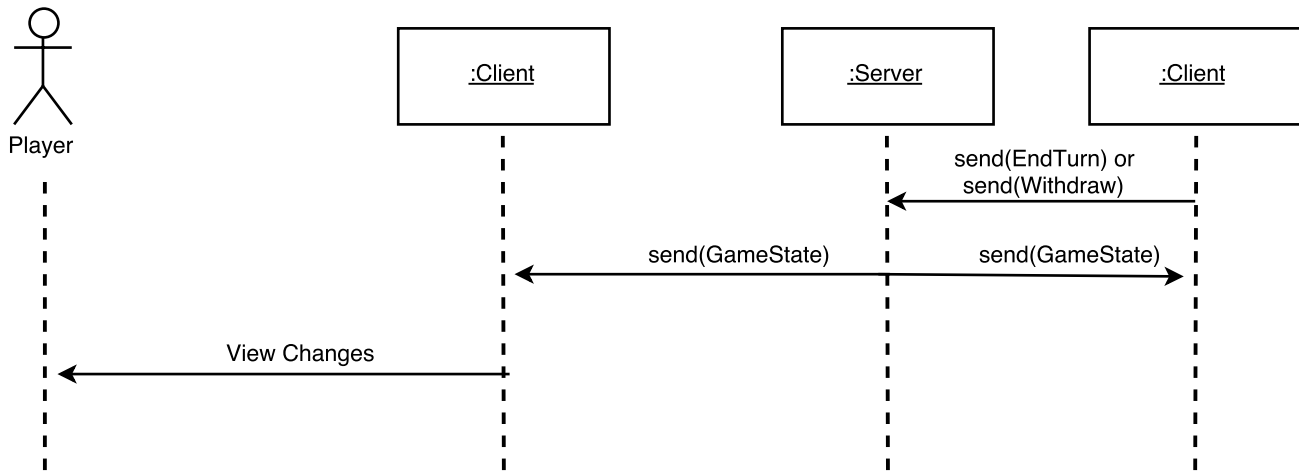 :Client
:Server
:Client
Player
send(EndTurn) or
send(Withdraw)
send(GameState)
send(GameState)
View Changes